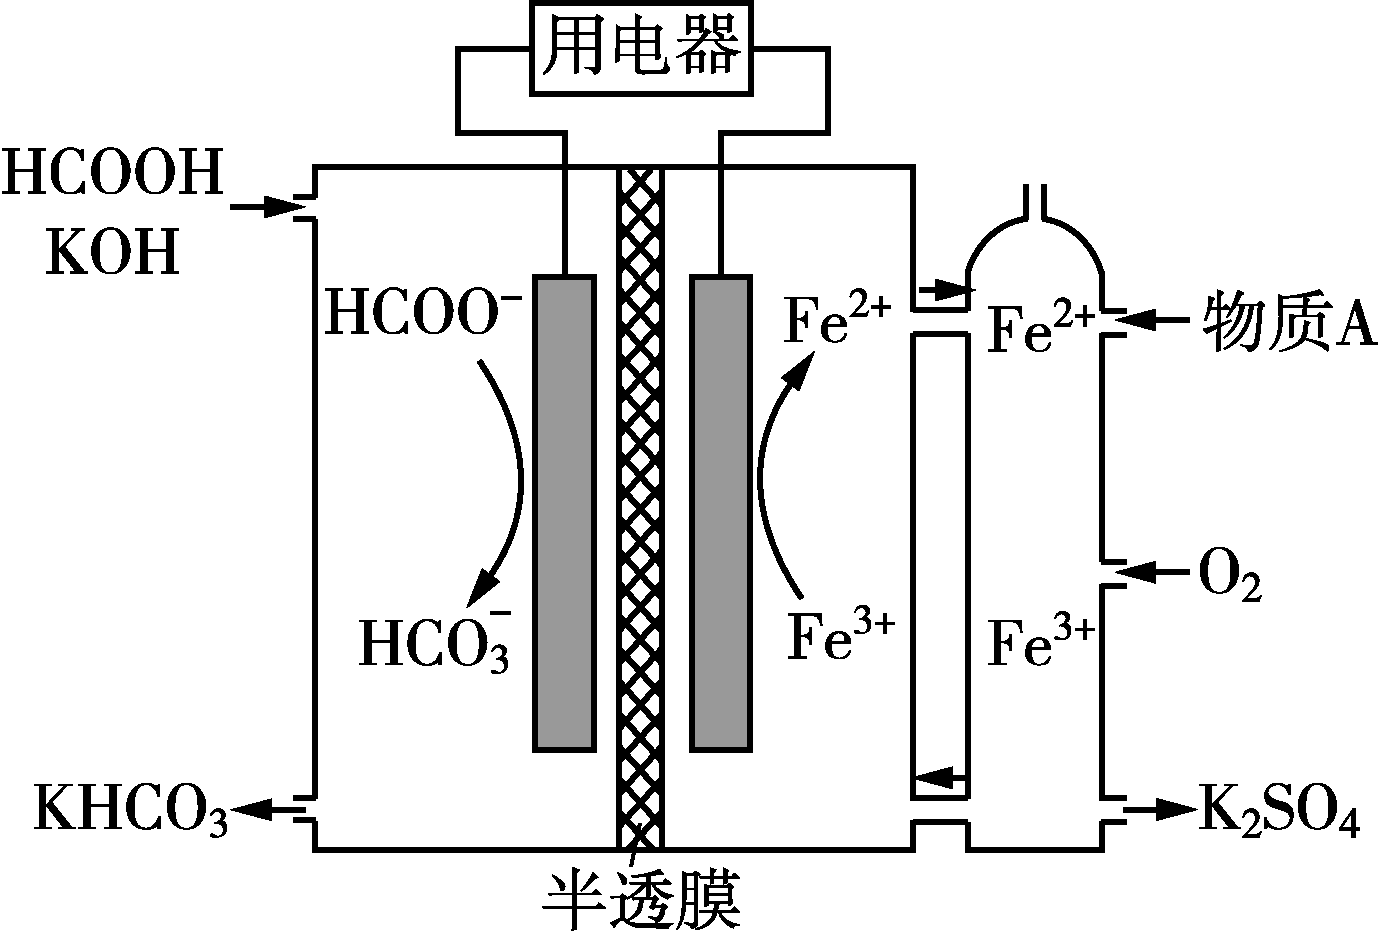 用电器
HCOOH
KOH
HCOO⁻
HCO₃⁻
KHCO₃
Fe²⁺
Fe³⁺
Fe²⁺
Fe³⁺
物质A
O₂
K₂SO₄
半透膜